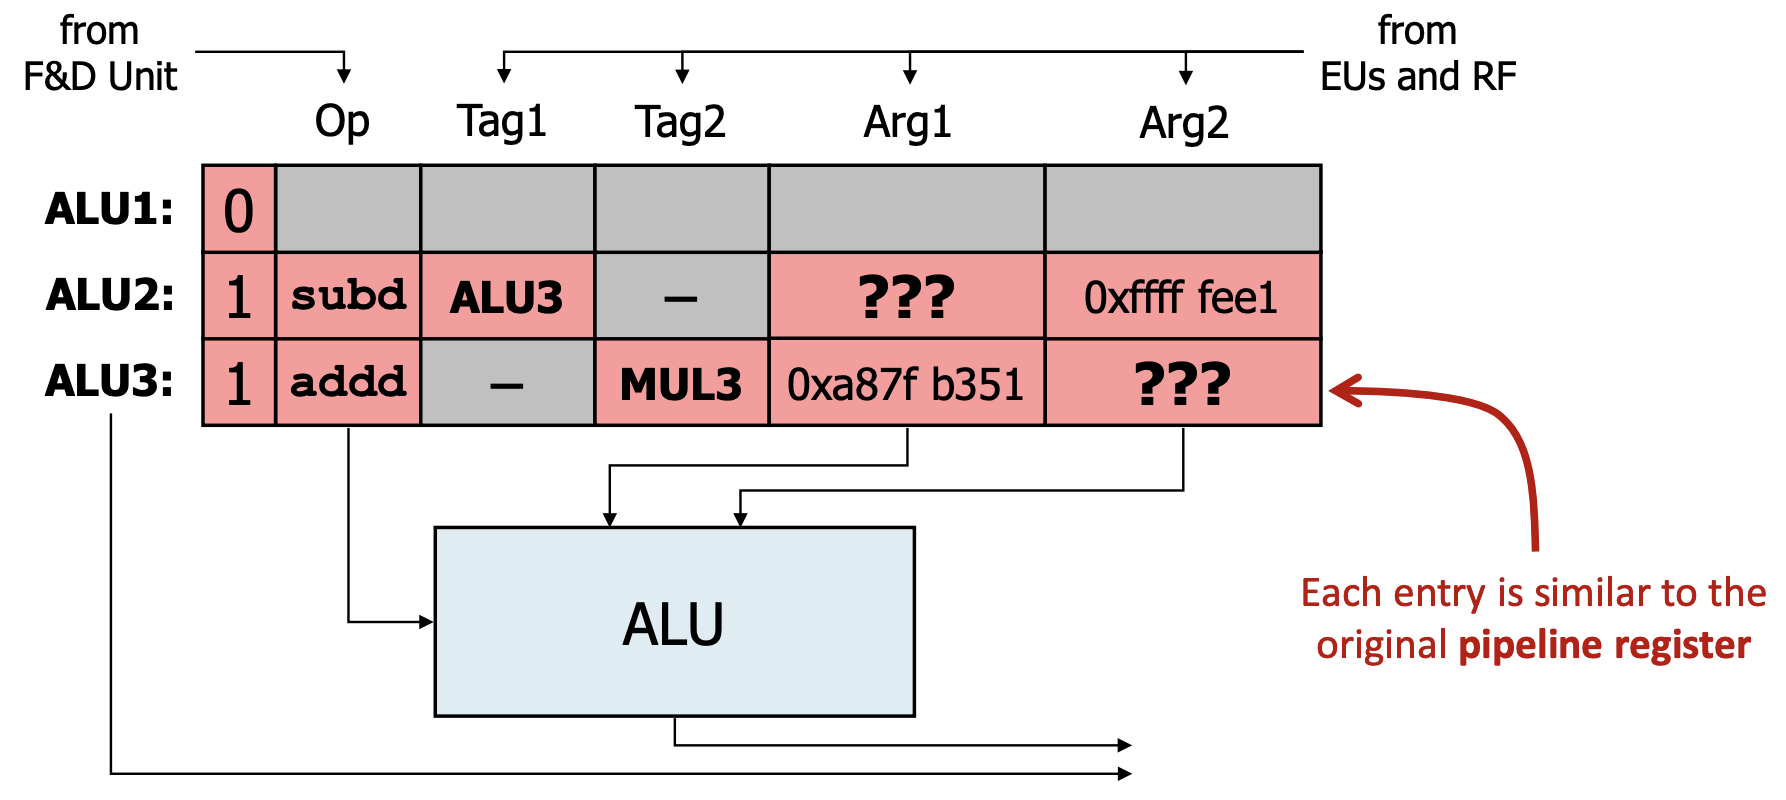 from
F&D Unit
from
EUs and RF
Op Tag1 Tag2 Arg1 Arg2
ALU1: 0
ALU2: 1 subd ALU3 – ??? 0xffff fee1
ALU3: 1 addd – MUL3 0xa87f b351 ???
ALU
Each entry is similar to the
original pipeline register